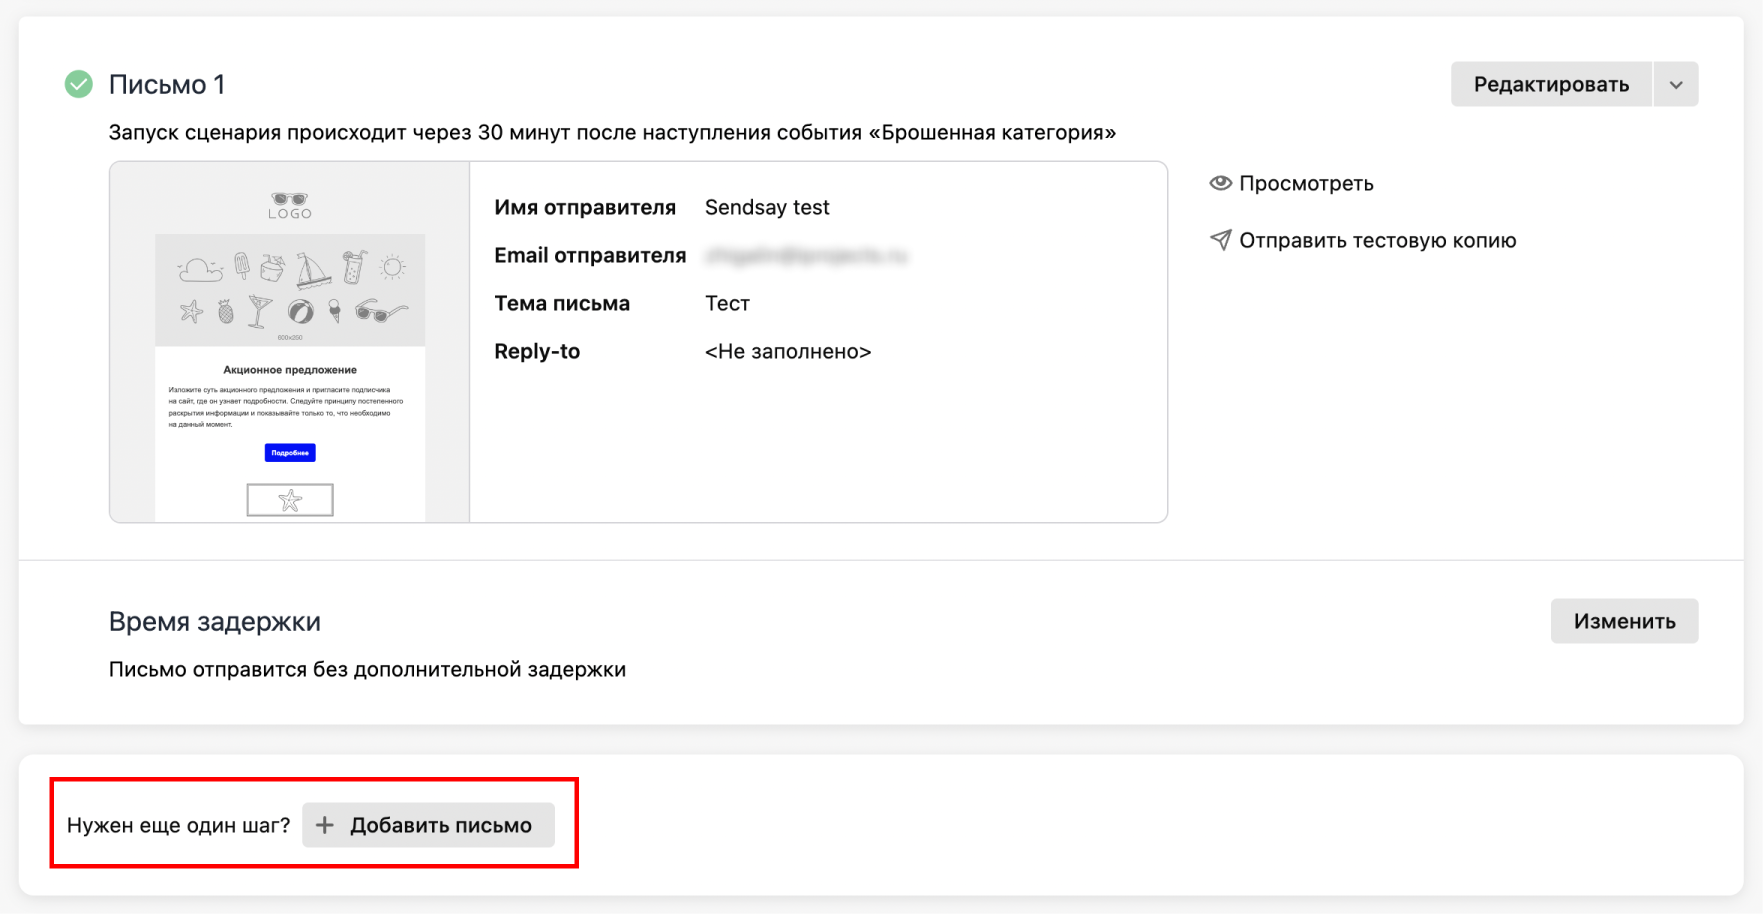 Письмо 1
Редактировать
Запуск сценария происходит через 30 минут после наступления события «Брошенная категория»
LOGO
600x250
Акционное предложение
Изложите суть акционного предложения и пригласите подписчика
на сайт, где он узнает подробности. Следуйте принципу постепенного
раскрытия информации и показывайте только то, что необходимо
на данный момент.
Подробнее
Имя отправителя Sendsay test
Email отправителя
Тема письма Тест
Reply-to <Не заполнено>
Просмотреть
Отправить тестовую копию
Время задержки
Изменить
Письмо отправится без дополнительной задержки
Нужен еще один шаг? + Добавить письмо